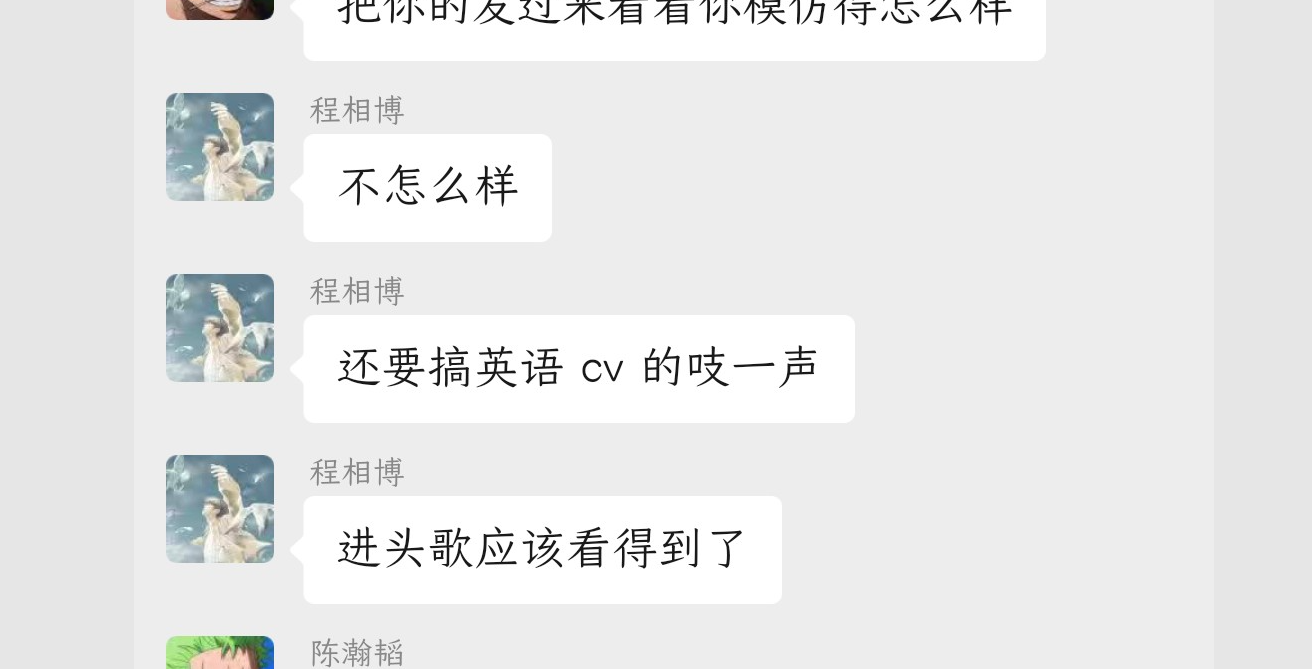 把你的发过来看看你模仿得怎么样
程相博
不怎么样
程相博
还要搞英语 cv 的吱一声
程相博
进头歌应该看得到了
陈瀚韬